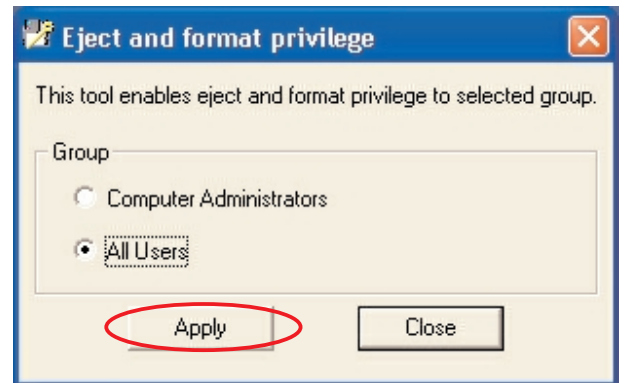 Eject and format privilege
This tool enables eject and format privilege to selected group.
Group
Computer Administrators
All Users
Apply
Close